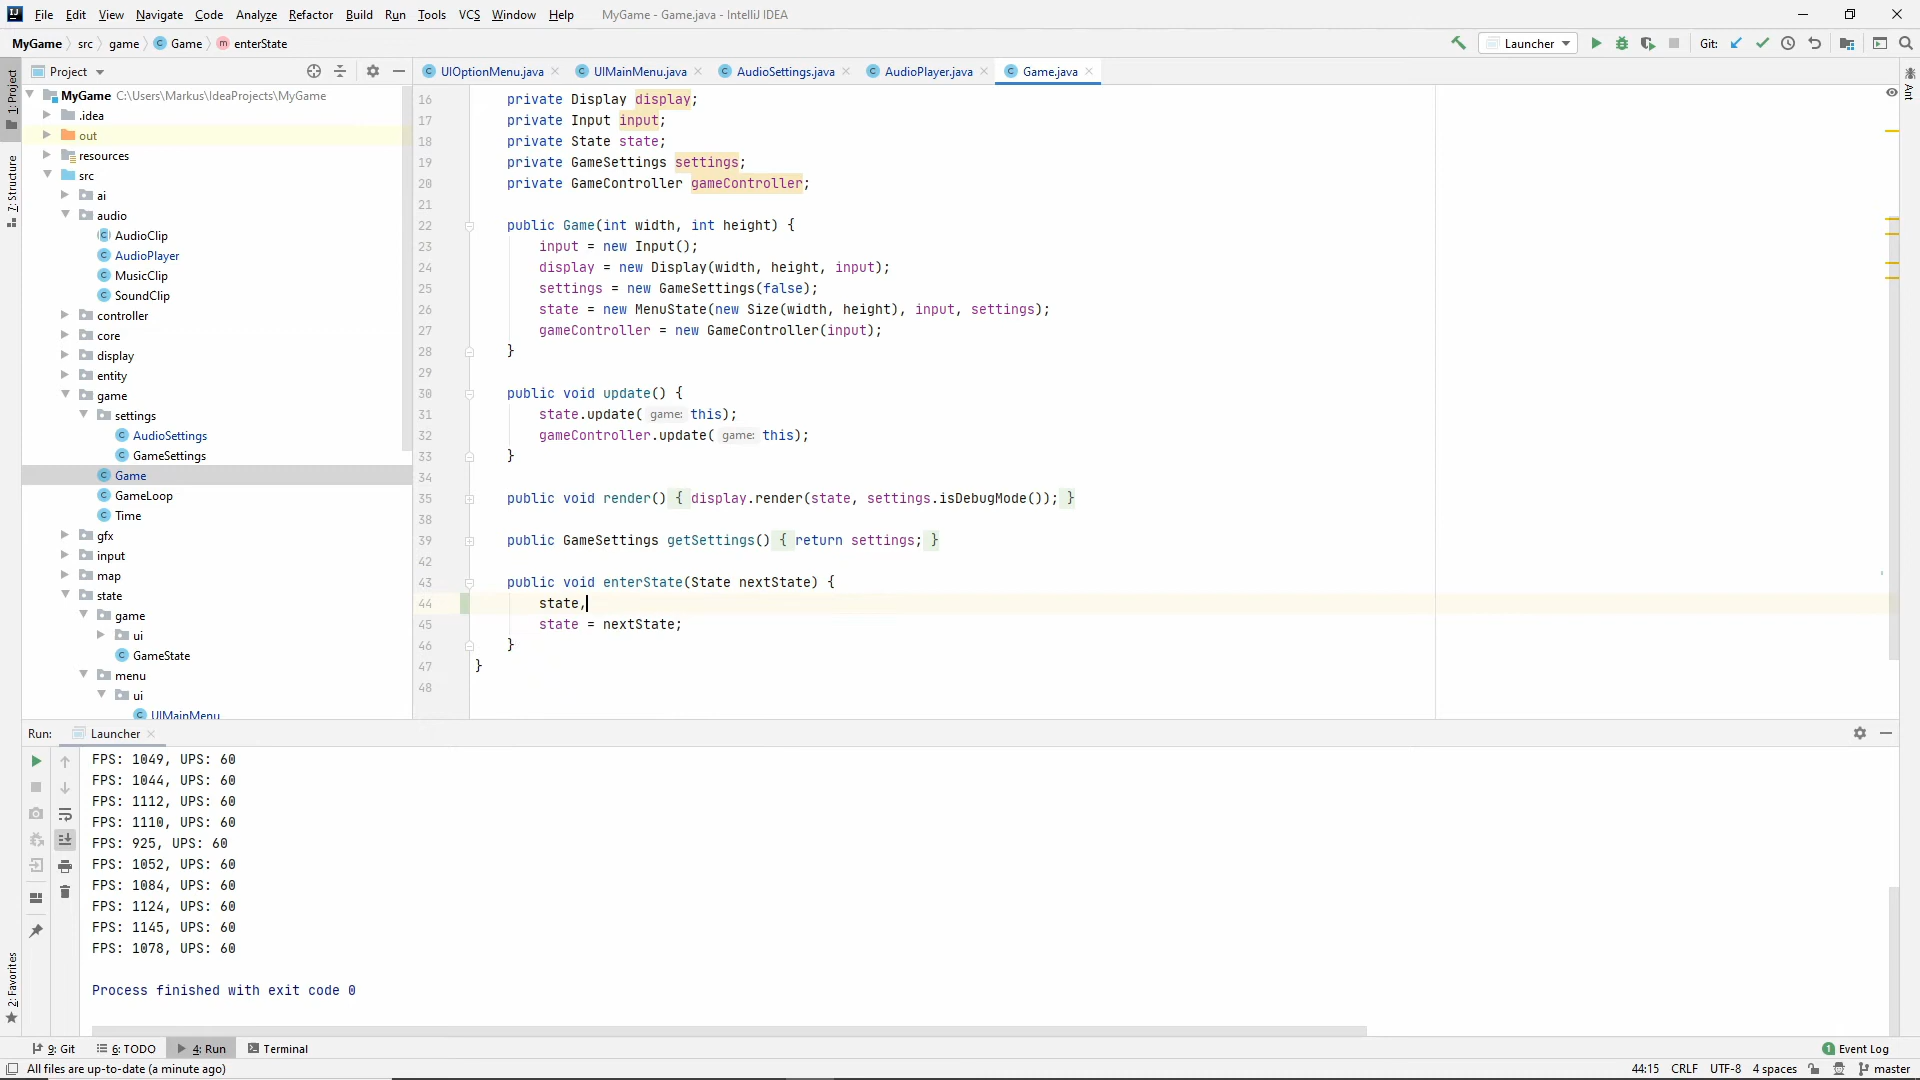 File Edit View Navigate Code Analyze Refactor Build Run Tools VCS Window Help MyGame - Game.java - IntelliJ IDEA
MyGame src game Game enterState Launcher Git:
Project UIOptionMenu.java UIMainMenu.java AudioSettings.java AudioPlayer.java Game.java
1: Project
7: Structure
2: Favorites
Ant
MyGame C:\Users\Markus\IdeaProjects\MyGame
.idea
out
resources
src
ai
audio
AudioClip
AudioPlayer
MusicClip
SoundClip
controller
core
display
entity
game
settings
AudioSettings
GameSettings
Game
GameLoop
Time
gfx
input
map
state
game
ui
GameState
menu
ui
UIMainMenu
16 private Display display;
17 private Input input;
18 private State state;
19 private GameSettings settings;
20 private GameController gameController;
21
22 public Game(int width, int height) {
23 input = new Input();
24 display = new Display(width, height, input);
25 settings = new GameSettings(false);
26 state = new MenuState(new Size(width, height), input, settings);
27 gameController = new GameController(input);
28 }
29
30 public void update() {
31 state.update( game: this);
32 gameController.update( game: this);
33 }
34
35 public void render() { display.render(state, settings.isDebugMode()); }
38
39 public GameSettings getSettings() { return settings; }
42
43 public void enterState(State nextState) {
44 state,
45 state = nextState;
46 }
47 }
48
Run: Launcher
FPS: 1049, UPS: 60
FPS: 1044, UPS: 60
FPS: 1112, UPS: 60
FPS: 1110, UPS: 60
FPS: 925, UPS: 60
FPS: 1052, UPS: 60
FPS: 1084, UPS: 60
FPS: 1124, UPS: 60
FPS: 1145, UPS: 60
FPS: 1078, UPS: 60
Process finished with exit code 0
9: Git 6: TODO 4: Run Terminal 1 Event Log
All files are up-to-date (a minute ago) 44:15 CRLF UTF-8 4 spaces master